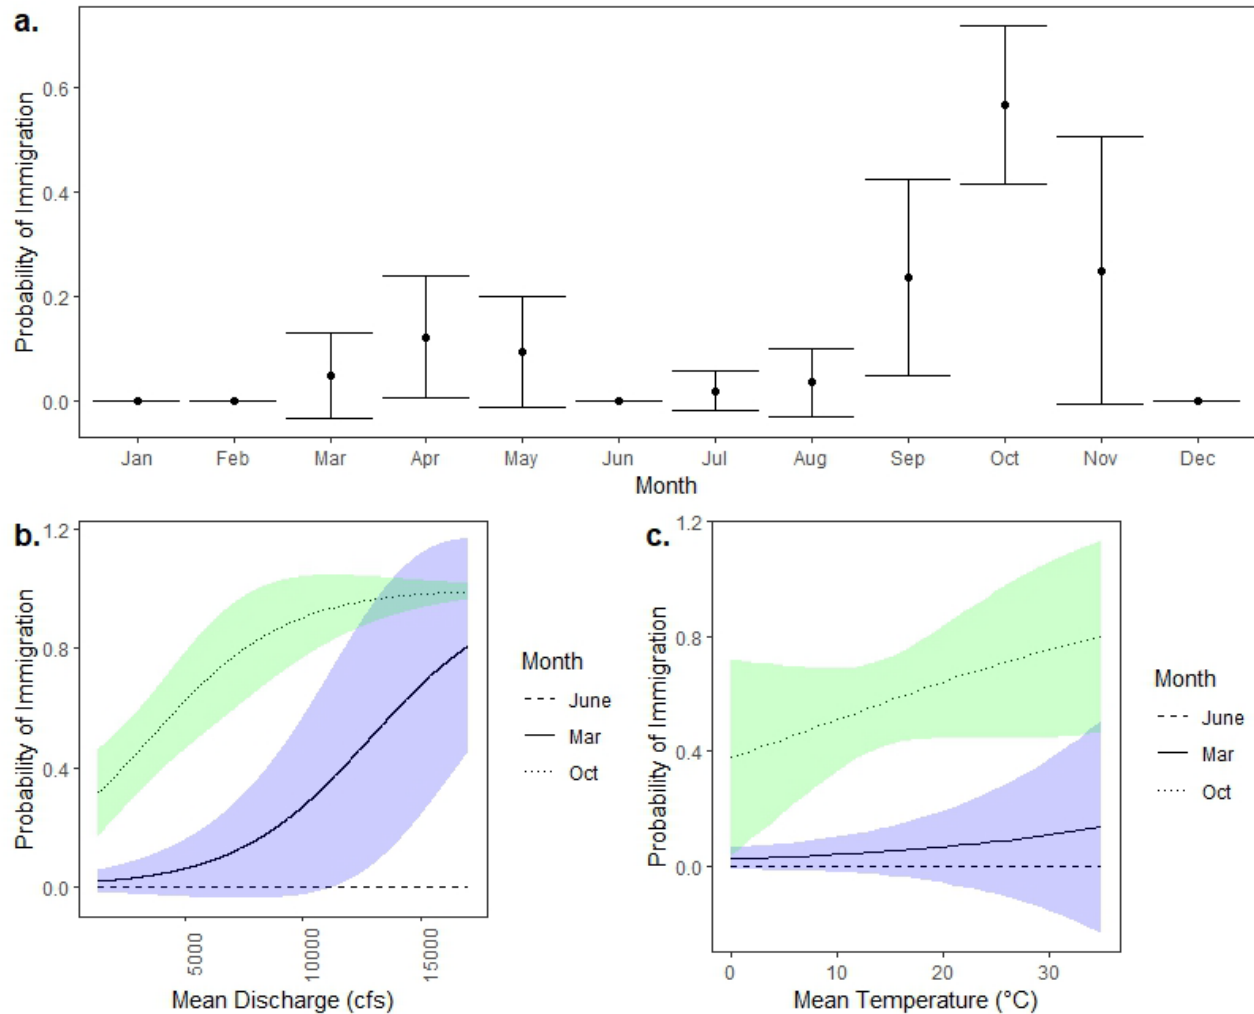 a.
Probability of Immigration
0.6
0.4
0.2
0.0
Jan Feb Mar Apr May Jun Jul Aug Sep Oct Nov Dec
Month
b.
Probability of Immigration
1.2
0.8
0.4
0.0
5000 10000 15000
Mean Discharge (cfs)
Month
June
Mar
Oct
c.
Probability of Immigration
1.2
0.8
0.4
0.0
0 10 20 30
Mean Temperature (°C)
Month
June
Mar
Oct